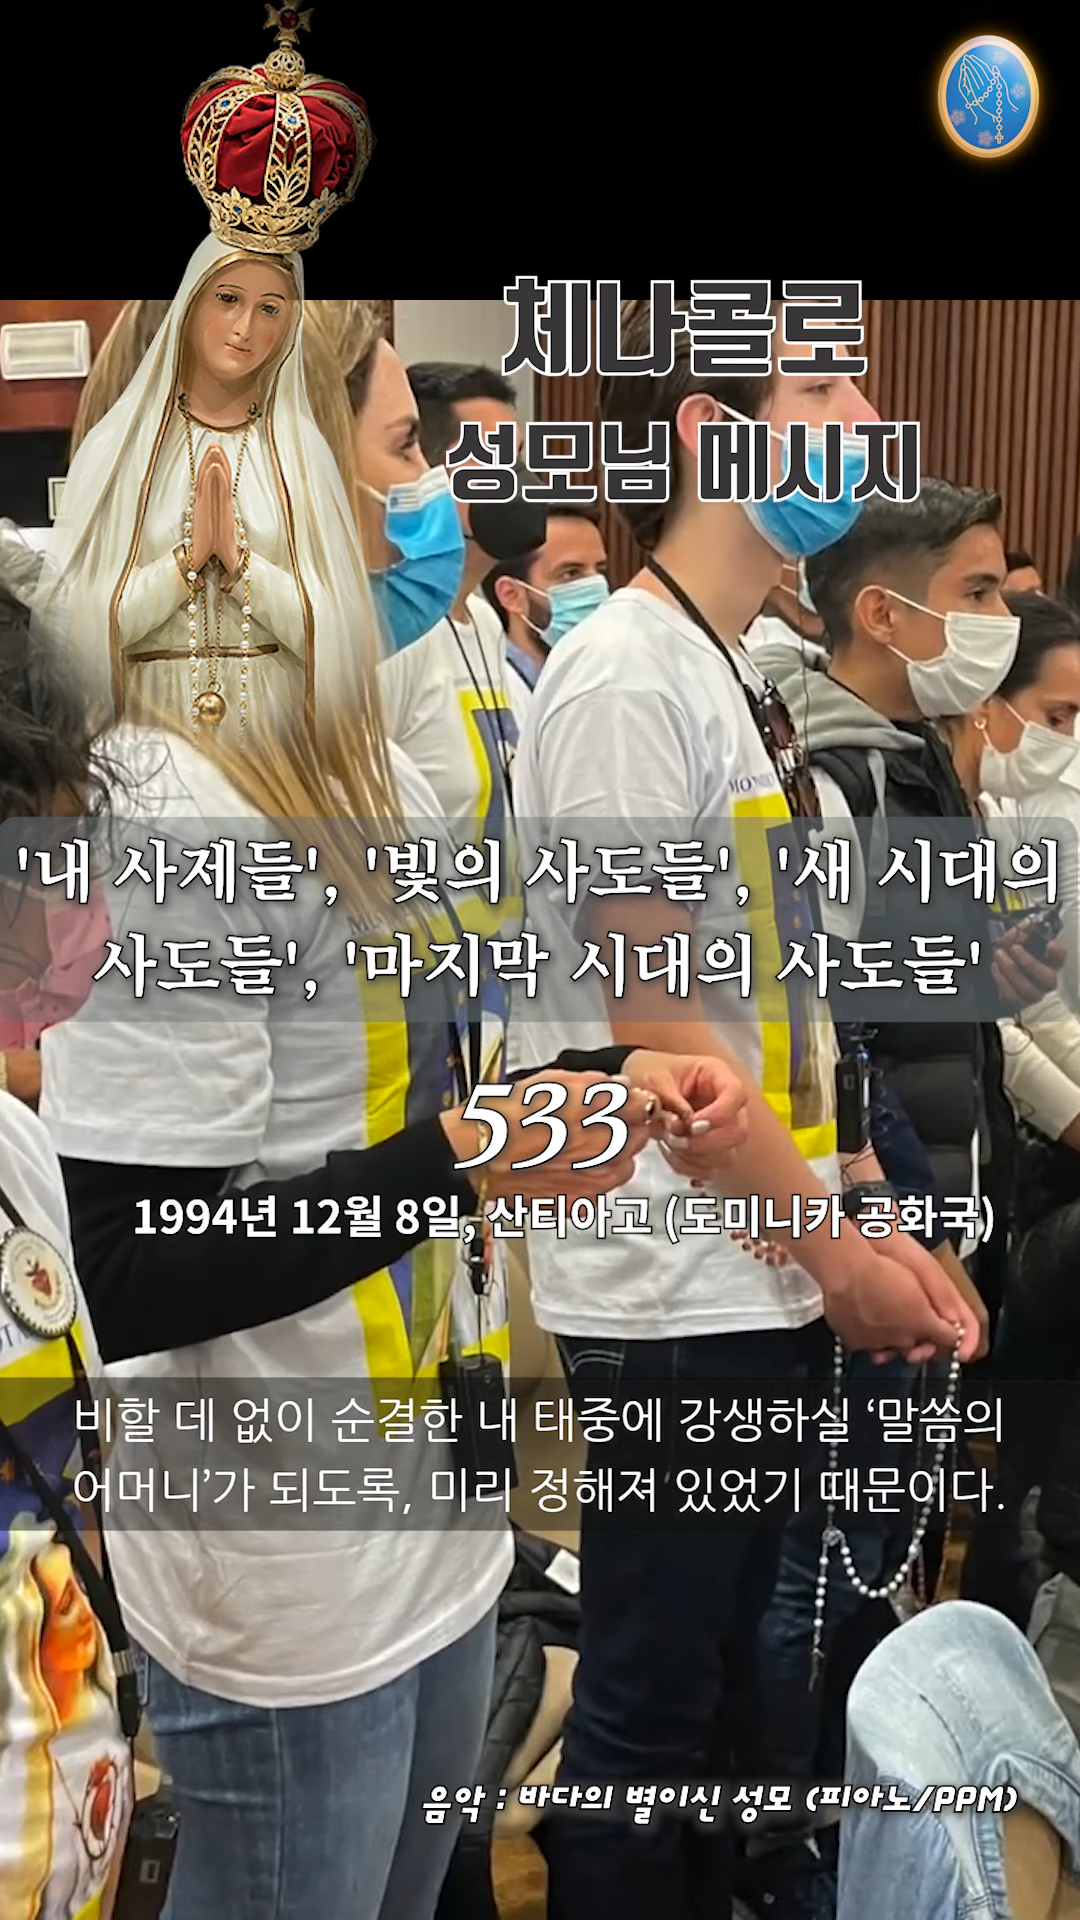 체나콜로
성모님 메시지
'내 사제들', '빛의 사도들', '새 시대의
사도들', '마지막 시대의 사도들'
533
1994년 12월 8일, 산티아고 (도미니카 공화국)
비할 데 없이 순결한 내 태중에 강생하실 ‘말씀의
어머니’가 되도록, 미리 정해져 있었기 때문이다.
음악 : 바다의 별이신 성모 (피아노/PPM)